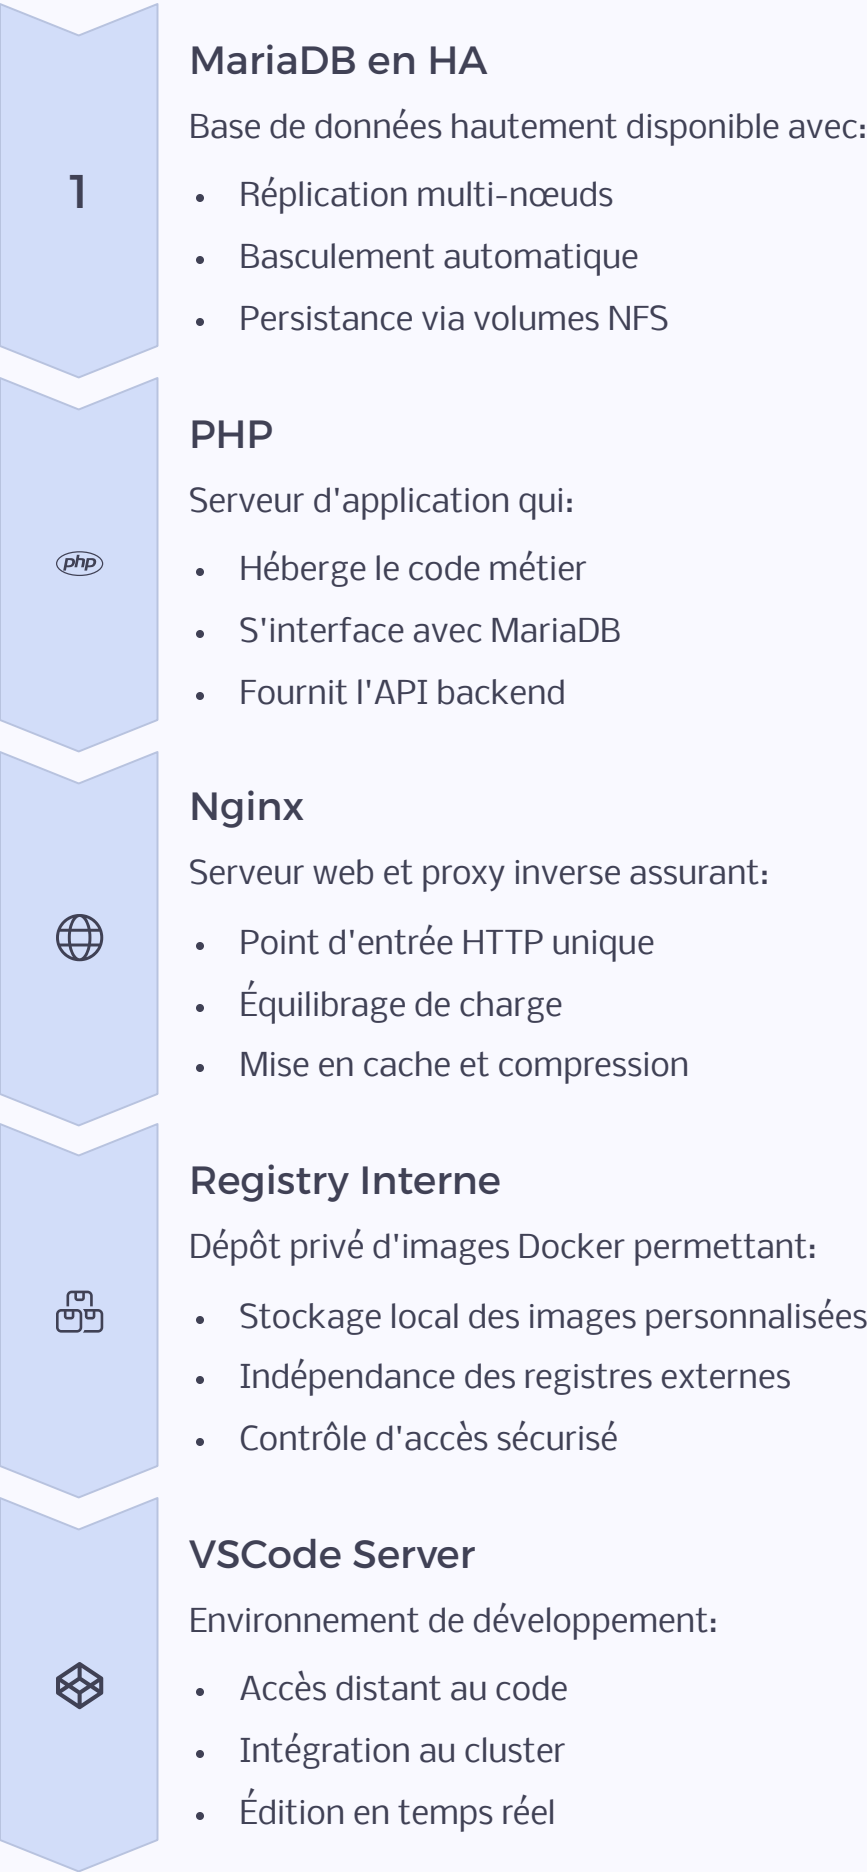 MariaDB en HA
Base de données hautement disponible avec:
1
• Réplication multi-nœuds
• Basculement automatique
• Persistance via volumes NFS
PHP
Serveur d'application qui:
php
• Héberge le code métier
• S'interface avec MariaDB
• Fournit l'API backend
Nginx
Serveur web et proxy inverse assurant:
• Point d'entrée HTTP unique
• Équilibrage de charge
• Mise en cache et compression
Registry Interne
Dépôt privé d'images Docker permettant:
• Stockage local des images personnalisées
• Indépendance des registres externes
• Contrôle d'accès sécurisé
VSCode Server
Environnement de développement:
• Accès distant au code
• Intégration au cluster
• Édition en temps réel